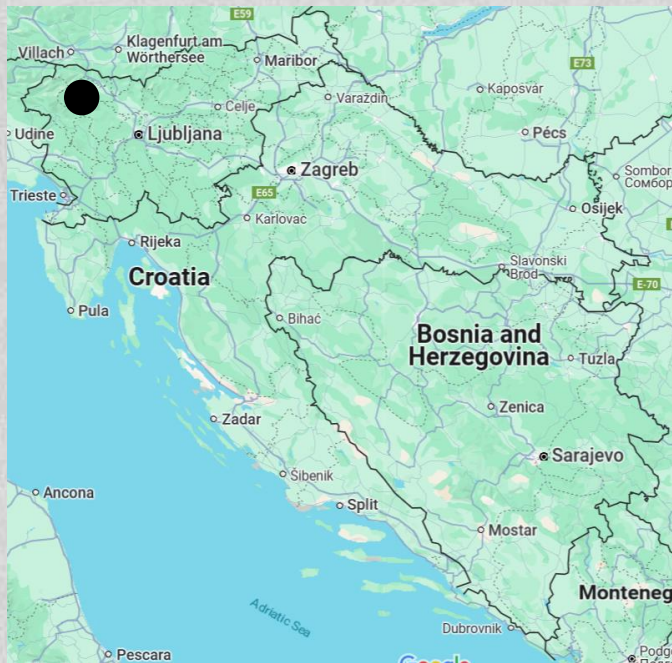 E59
Klagenfurt am
Wörthersee
Villach
Maribor
E73
Kaposvár
Varaždin
Celje
Udine
Ljubljana
Pécs
Zagreb
Sombor
Сомбор
Trieste
E65
Osijek
Karlovac
Rijeka
Slavonski
Brod
Croatia
E-70
Pula
Bihać
Bosnia and
Herzegovina
Tuzla
Zenica
Zadar
Sarajevo
Šibenik
Ancona
Split
Mostar
Monteneg
Adriatic Sea
Dubrovnik
Pescara
Podg